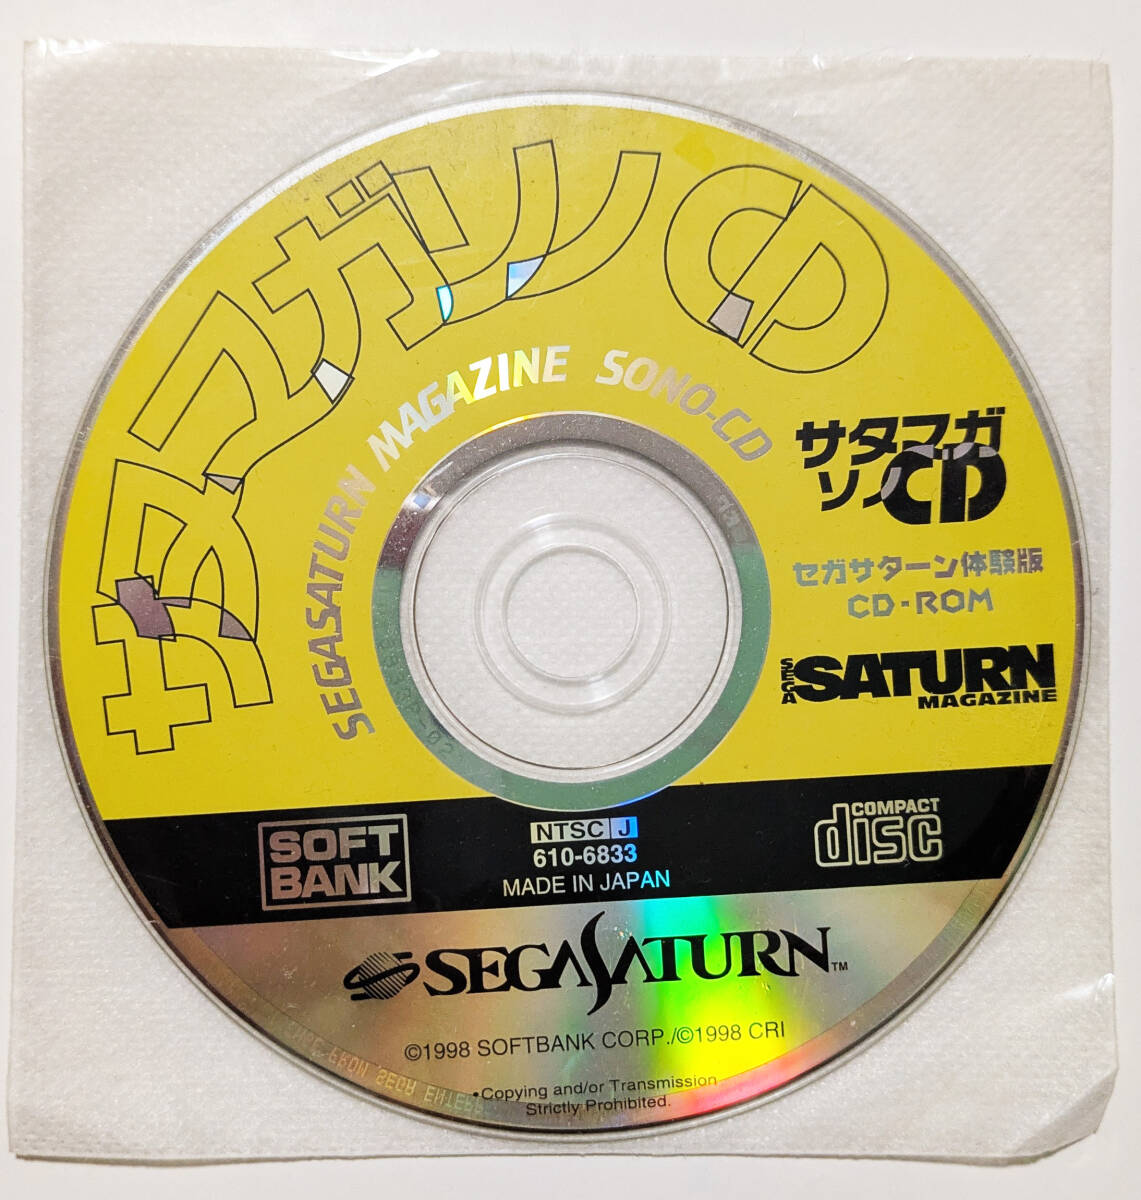 サタマガソノCD
SEGASATURN MAGAZINE SONO-CD
サタマガ
ソノCD
セガサターン体験版
CD-ROM
SEGA SATURN
MAGAZINE
SOFT
BANK
NTSC J
610-6833
MADE IN JAPAN
COMPACT
disc
SEGASATURN™
©1998 SOFTBANK CORP./©1998 CRI
•Copying and/or Transmission
Strictly Prohibited.